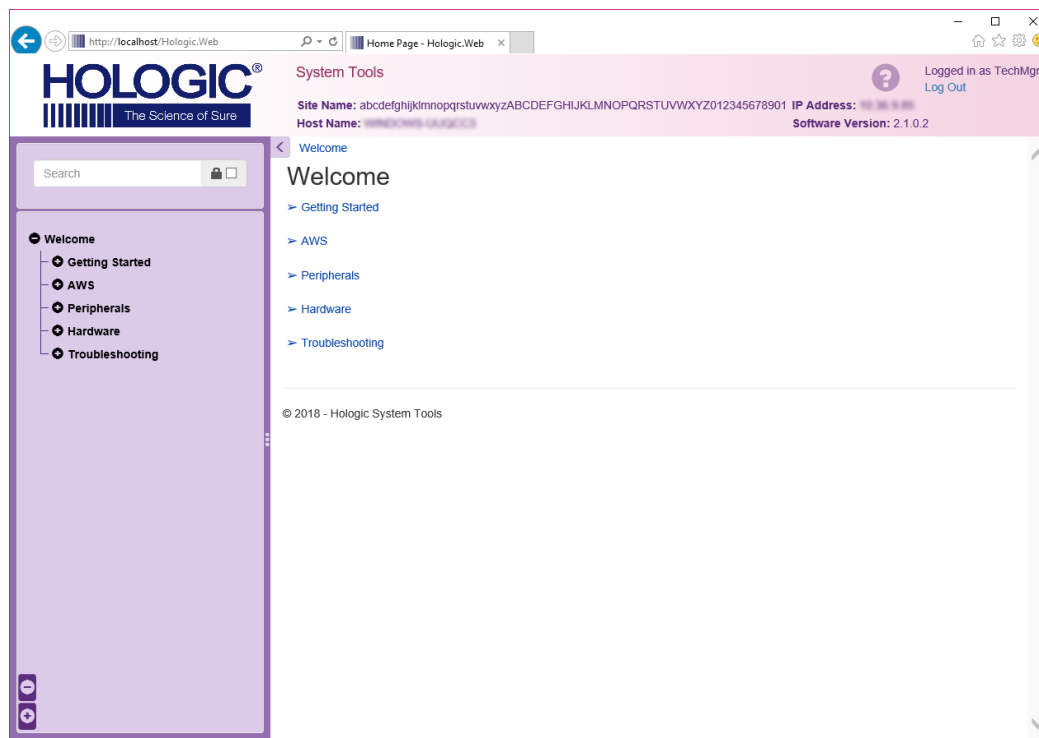 http://localhost/Hologic.Web
Home Page - Hologic.Web
HOLOGIC®
The Science of Sure
System Tools
Logged in as TechMgr
Log Out
Site Name: abcdefghijklmnopqrstuvwxyzABCDEFGHIJKLMNOPQRSTUVWXYZ012345678901 IP Address:
Host Name:
Software Version: 2.1.0.2
Search
Welcome
Getting Started
AWS
Peripherals
Hardware
Troubleshooting
Welcome
Welcome
➢ Getting Started
➢ AWS
➢ Peripherals
➢ Hardware
➢ Troubleshooting
© 2018 - Hologic System Tools